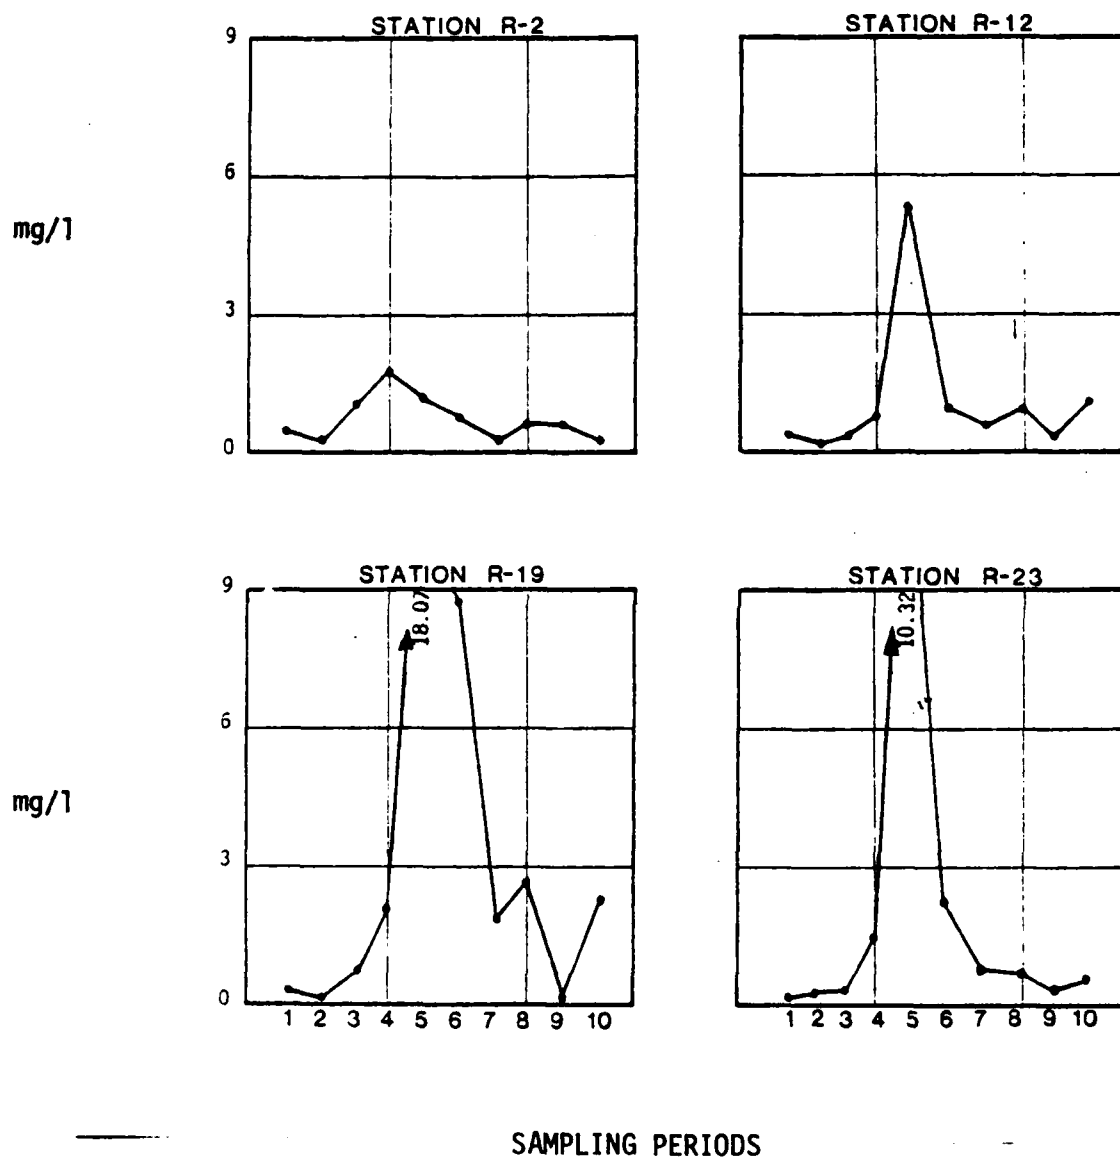 STATION R-2
STATION R-12
9
6
3
0
mg/l
STATION R-19
STATION R-23
9
6
3
0
mg/l
18.07
10.32
1 2 3 4 5 6 7 8 9 10
1 2 3 4 5 6 7 8 9 10
SAMPLING PERIODS